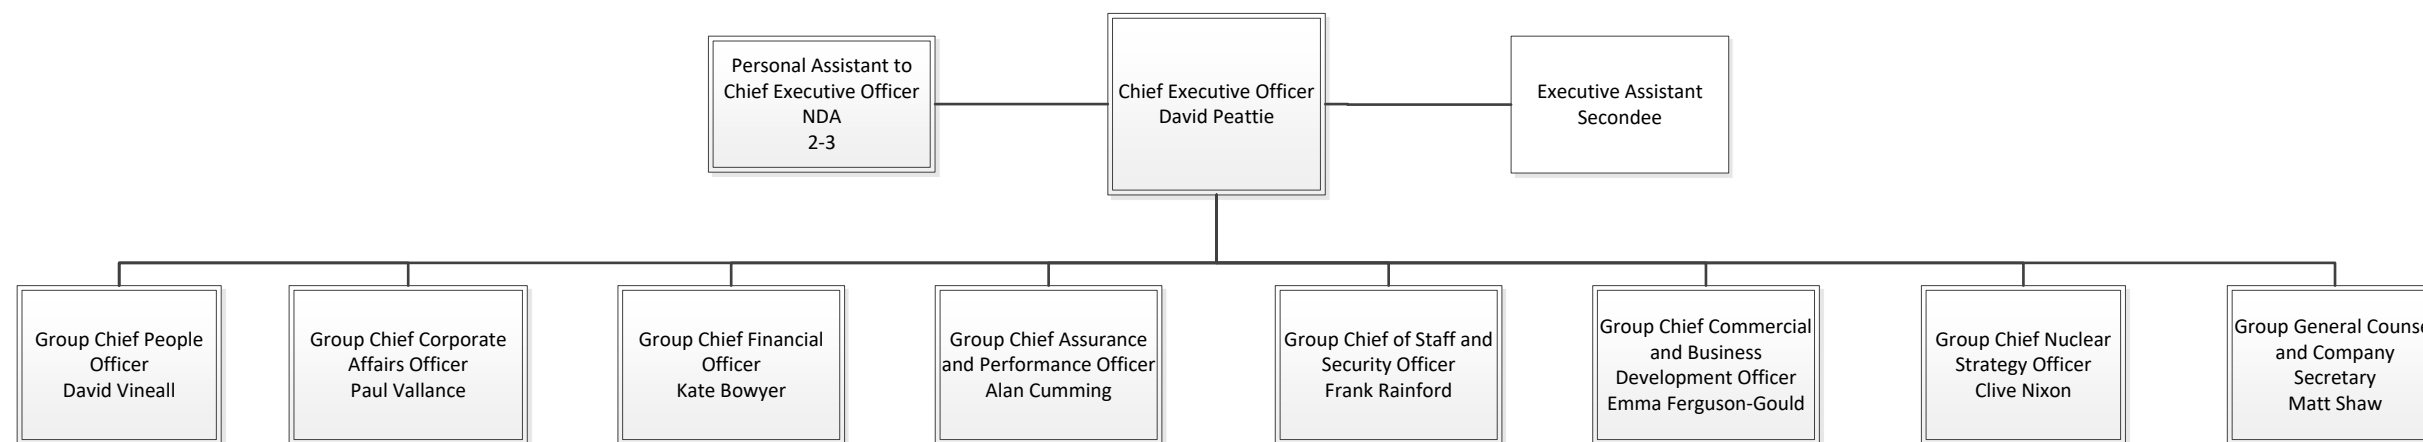 Personal Assistant to
Chief Executive Officer
NDA
2-3
Chief Executive Officer
David Peattie
Executive Assistant
Secondee
Group Chief People
Officer
David Vineall
Group Chief Corporate
Affairs Officer
Paul Vallance
Group Chief Financial
Officer
Kate Bowyer
Group Chief Assurance
and Performance Officer
Alan Cumming
Group Chief of Staff and
Security Officer
Frank Rainford
Group Chief Commercial
and Business
Development Officer
Emma Ferguson-Gould
Group Chief Nuclear
Strategy Officer
Clive Nixon
Group General
and Company
Secretary
Matt Shaw